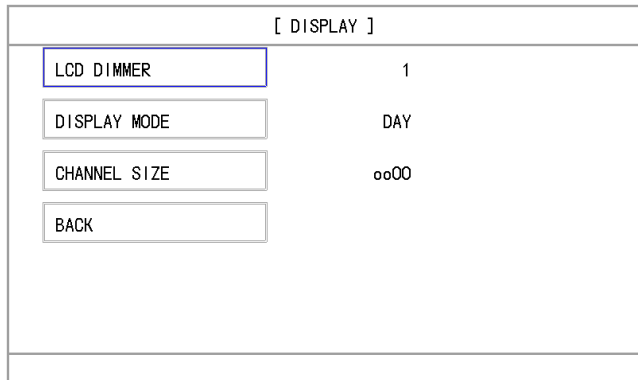 [ DISPLAY ]
LCD DIMMER 1
DISPLAY MODE DAY
CHANNEL SIZE ooOO
BACK